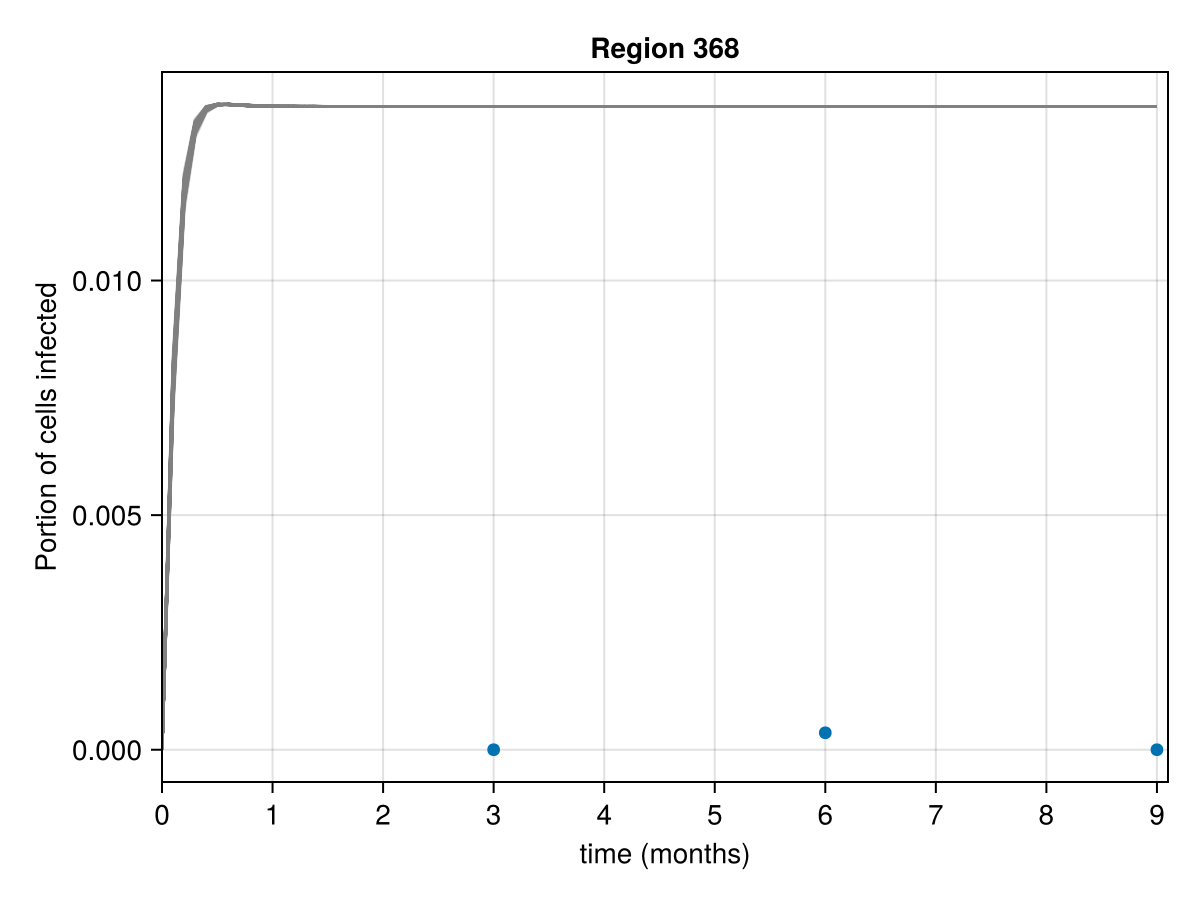 Region 368
Portion of cells infected
0.010
0.005
0.000
0 1 2 3 4 5 6 7 8 9
time (months)